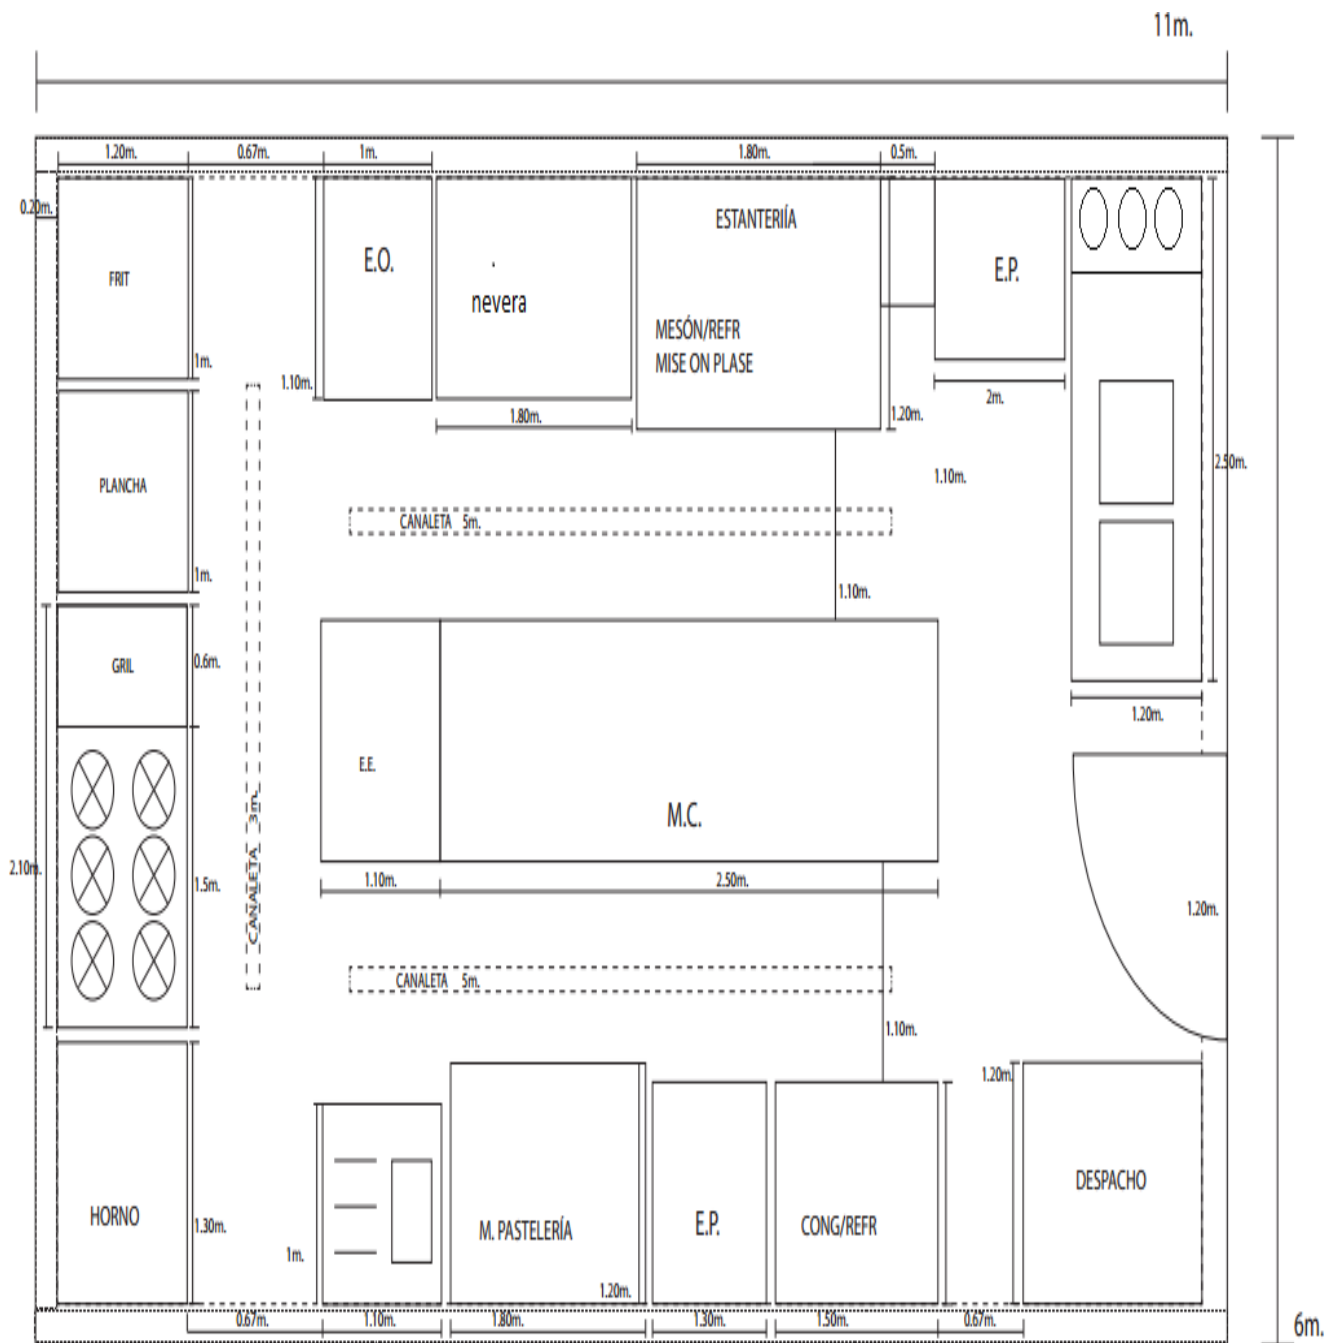 11m.
1.20m.
0.67m.
1m.
1.80m.
0.5m.
0.20m.
FRIT
E.O.
nevera
ESTANTERIÍA
E.P.
MESÓN/REFR
MISE ON PLASE
1m.
1.10m.
1.80m.
1.20m.
2m.
2.50m.
PLANCHA
1.10m.
CANALETA 5m.
1m.
1.10m.
GRIL
0.6m.
1.20m.
E.E.
M.C.
CANALETA 3m.
2.10m.
1.5m.
1.10m.
2.50m.
1.20m.
CANALETA 5m.
1.10m.
1.20m.
HORNO
1.30m.
1m.
M. PASTELERÍA
E.P.
CONG/REFR
DESPACHO
1.20m.
0.67m.
1.10m.
1.80m.
1.30m.
1.50m.
0.67m.
6m.